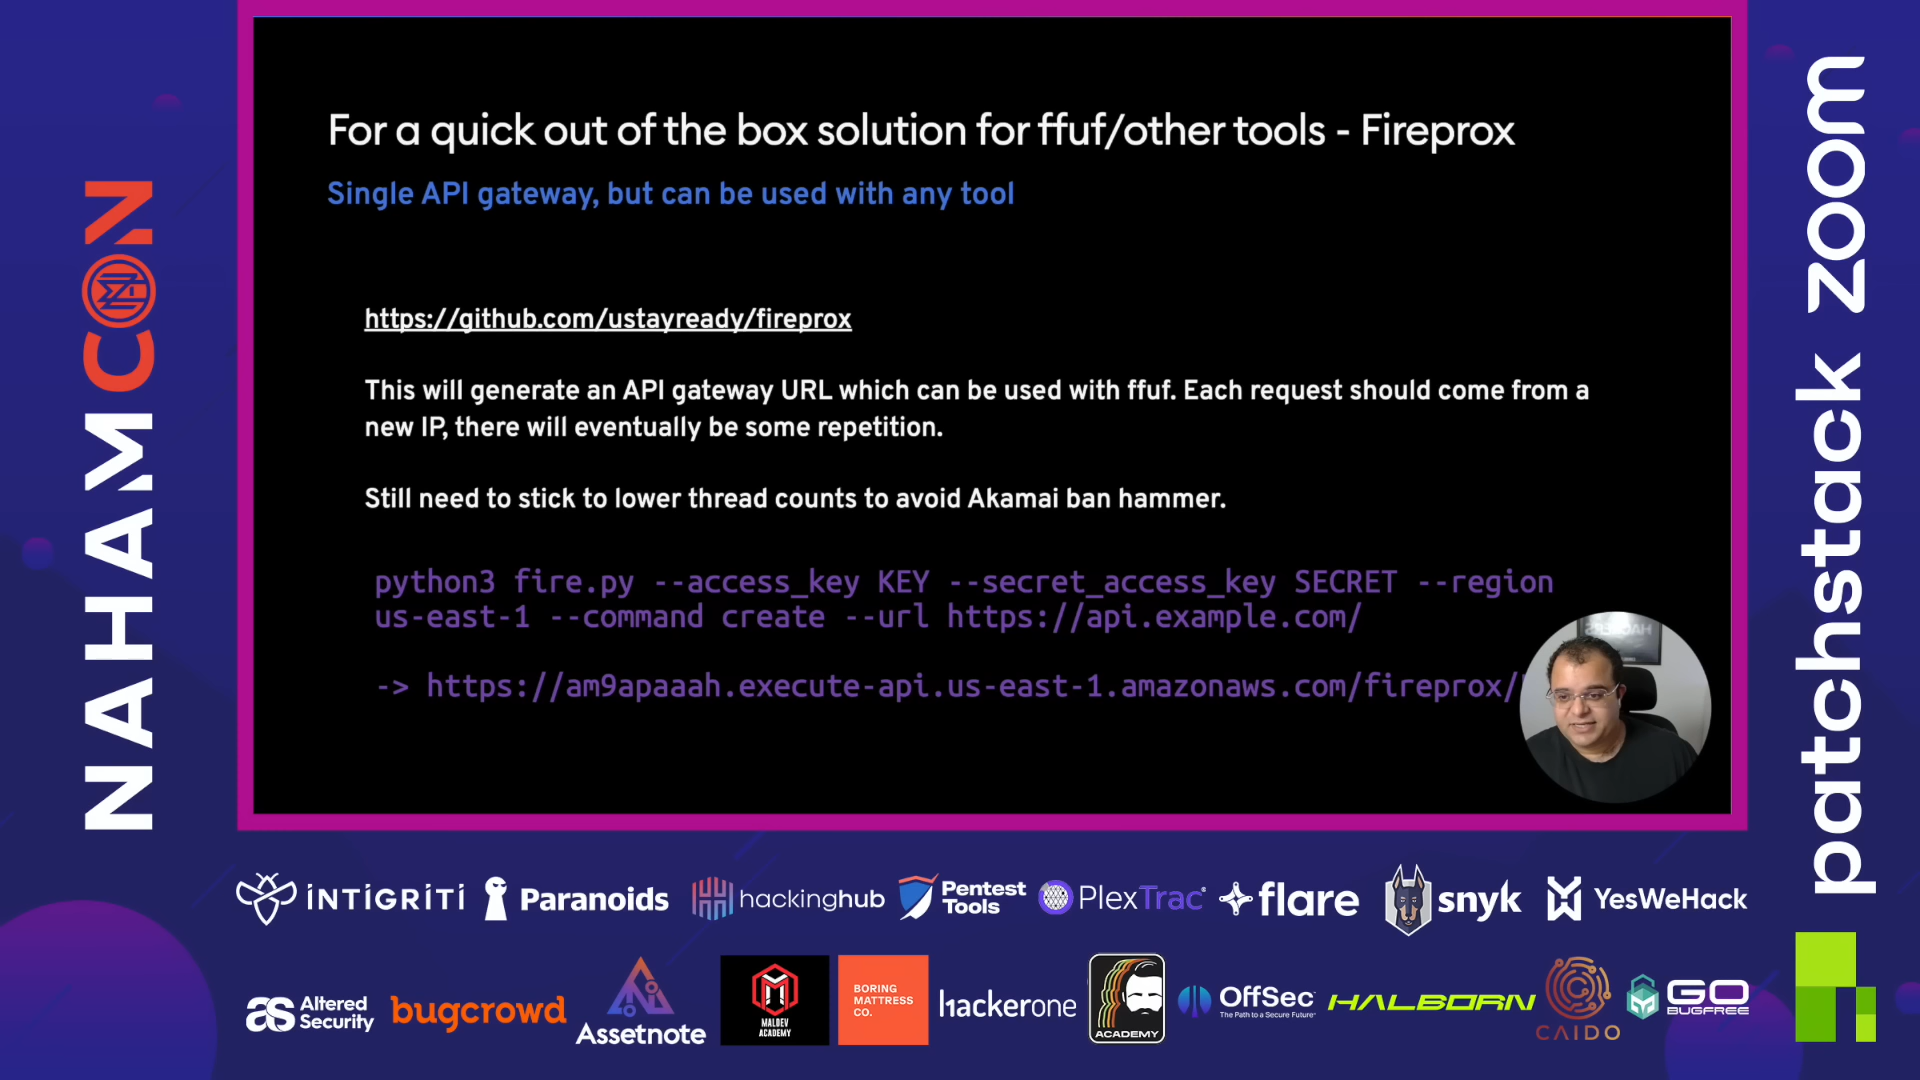 For a quick out of the box solution for ffuf/other tools - Fireprox
Single API gateway, but can be used with any tool
https://github.com/ustayready/fireprox
This will generate an API gateway URL which can be used with ffuf. Each request should come from a
new IP, there will eventually be some repetition.
Still need to stick to lower thread counts to avoid Akamai ban hammer.
python3 fire.py --access_key KEY --secret_access_key SECRET --region
us-east-1 --command create --url https://api.example.com/
-> https://am9apaaah.execute-api.us-east-1.amazonaws.com/fireprox/
HACKERS
NAHAMCON
patchstack zoom
INTIGRITI Paranoids hackinghub Pentest Tools PlexTrac flare snyk YesWeHack
Altered Security bugcrowd Assetnote MALDEV ACADEMY BORING MATTRESS CO. hackerone ACADEMY OffSec The Path to a Secure Future HALBORN CAIDO GO BUGFREE